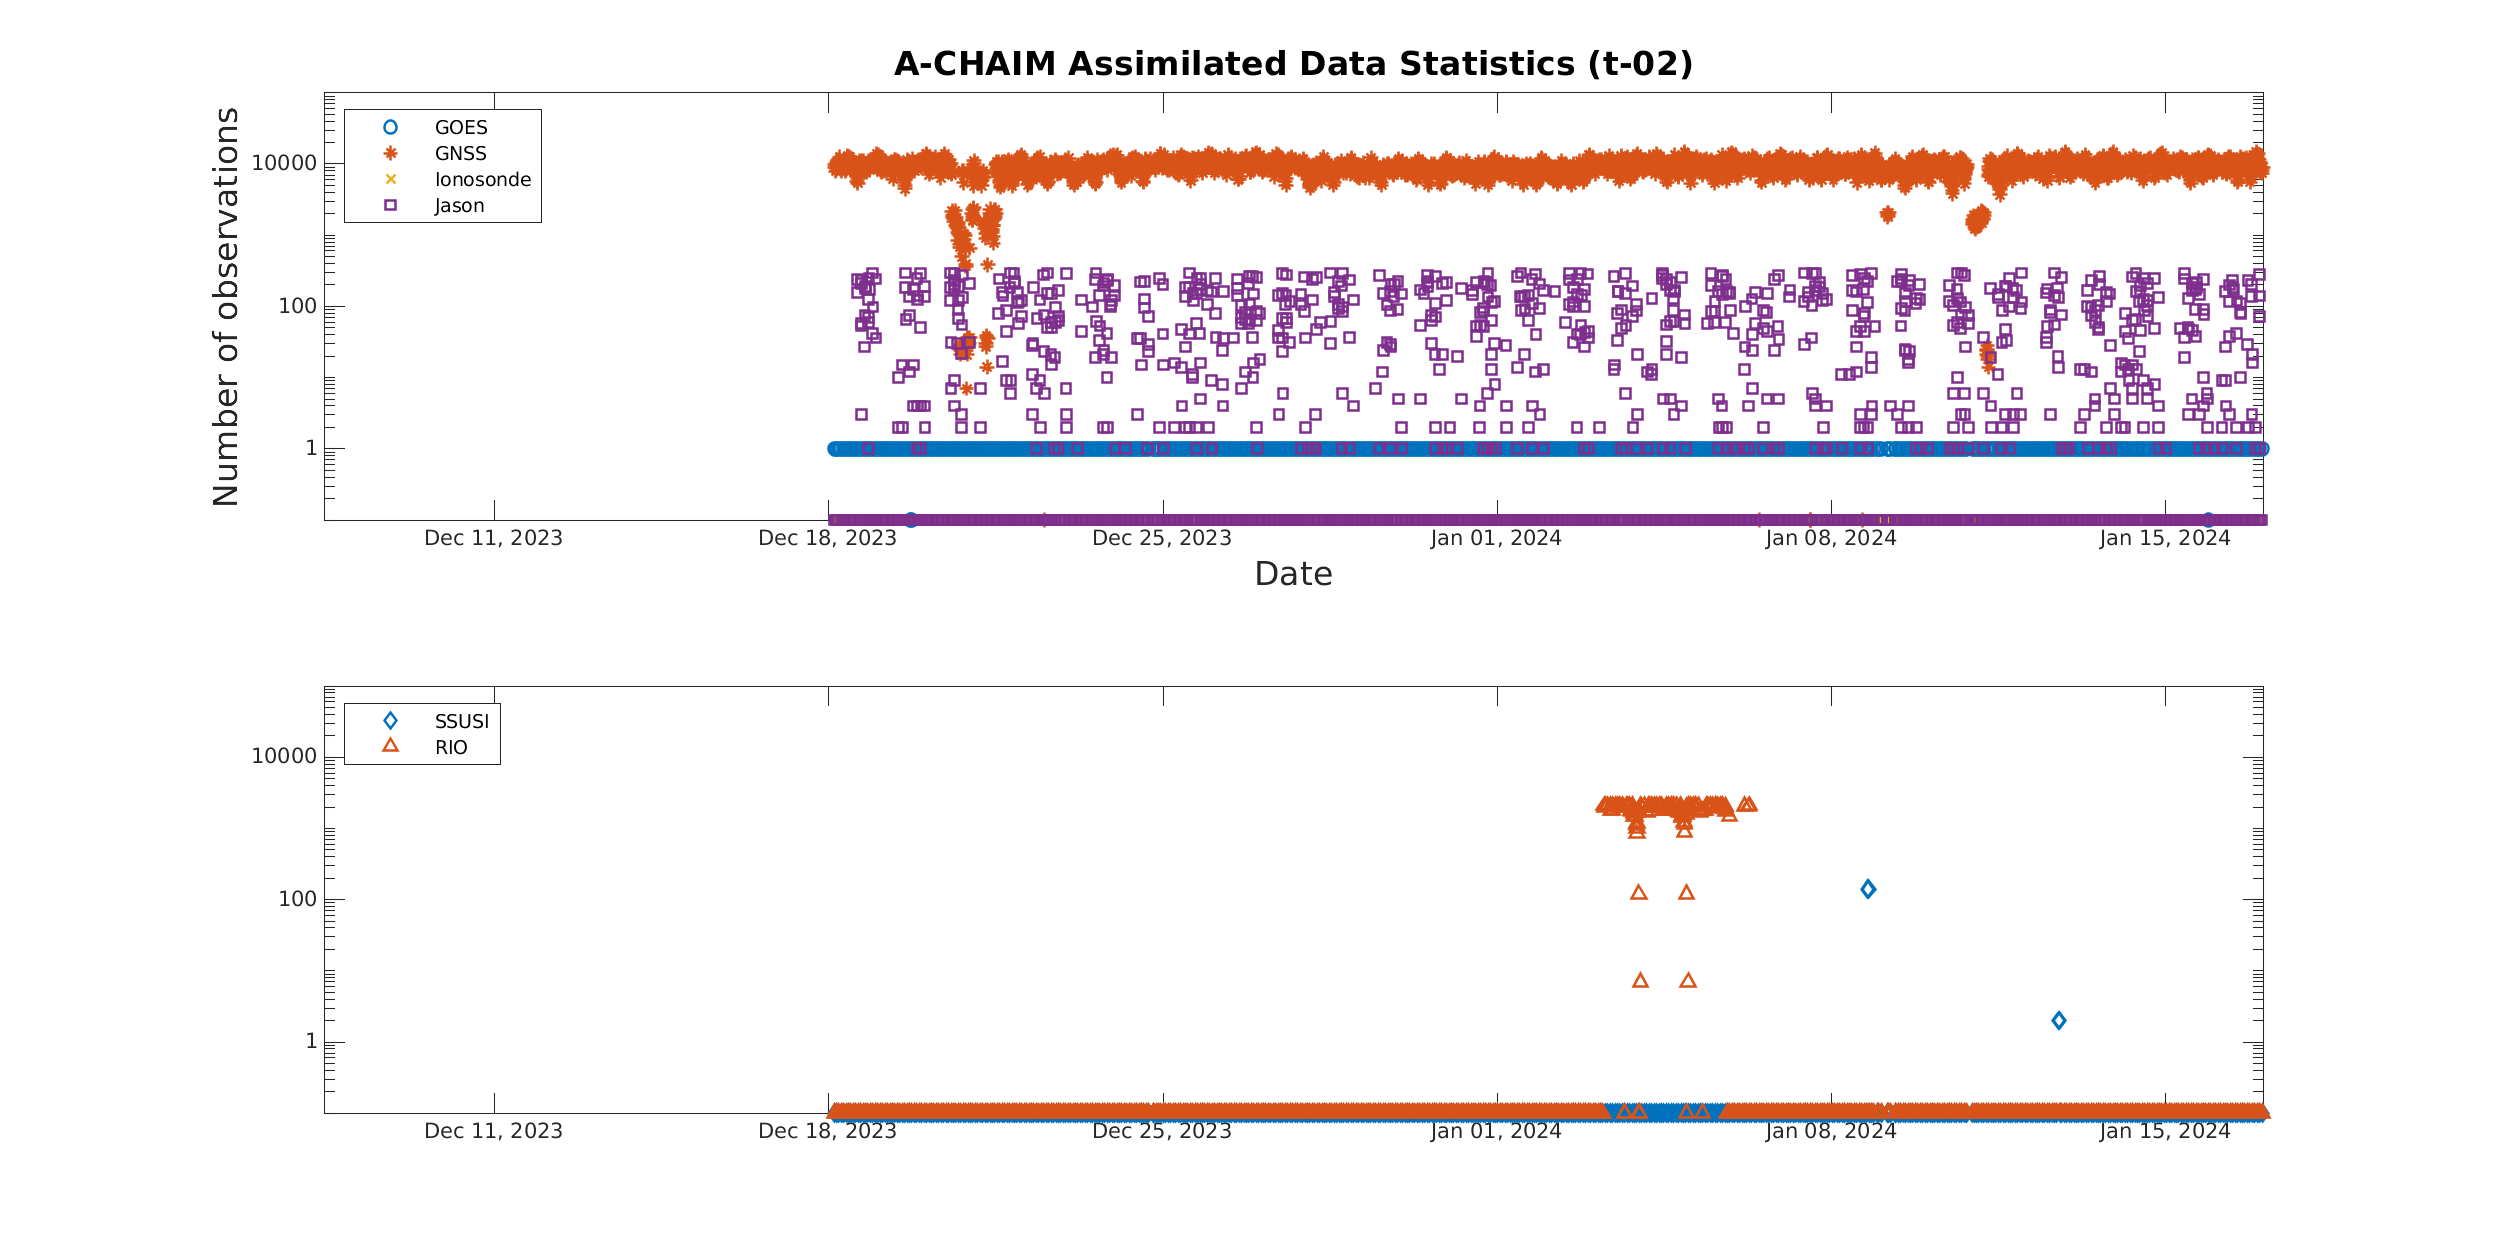 A-CHAIM Assimilated Data Statistics (t-02)
Number of observations
10000
100
1
GOES
GNSS
Ionosonde
Jason
Dec 11, 2023
Dec 18, 2023
Dec 25, 2023
Jan 01, 2024
Jan 08, 2024
Jan 15, 2024
Date
10000
100
1
SSUSI
RIO
Dec 11, 2023
Dec 18, 2023
Dec 25, 2023
Jan 01, 2024
Jan 08, 2024
Jan 15, 2024